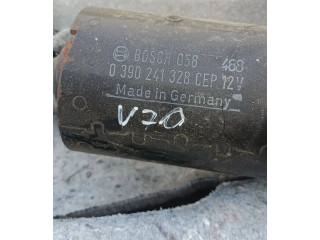 BOSCH 058 468
0 390 241 328 CEP 12V
Made in Germany
V70